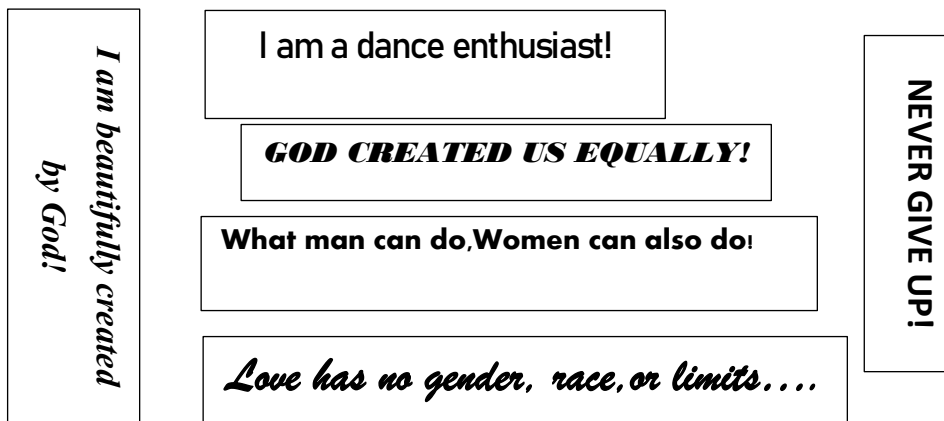 I am beautifully created
by God!
I am a dance enthusiast!
GOD CREATED US EQUALLY!
What man can do,Women can also do!
Love has no gender, race,or limits....
NEVER GIVE UP!